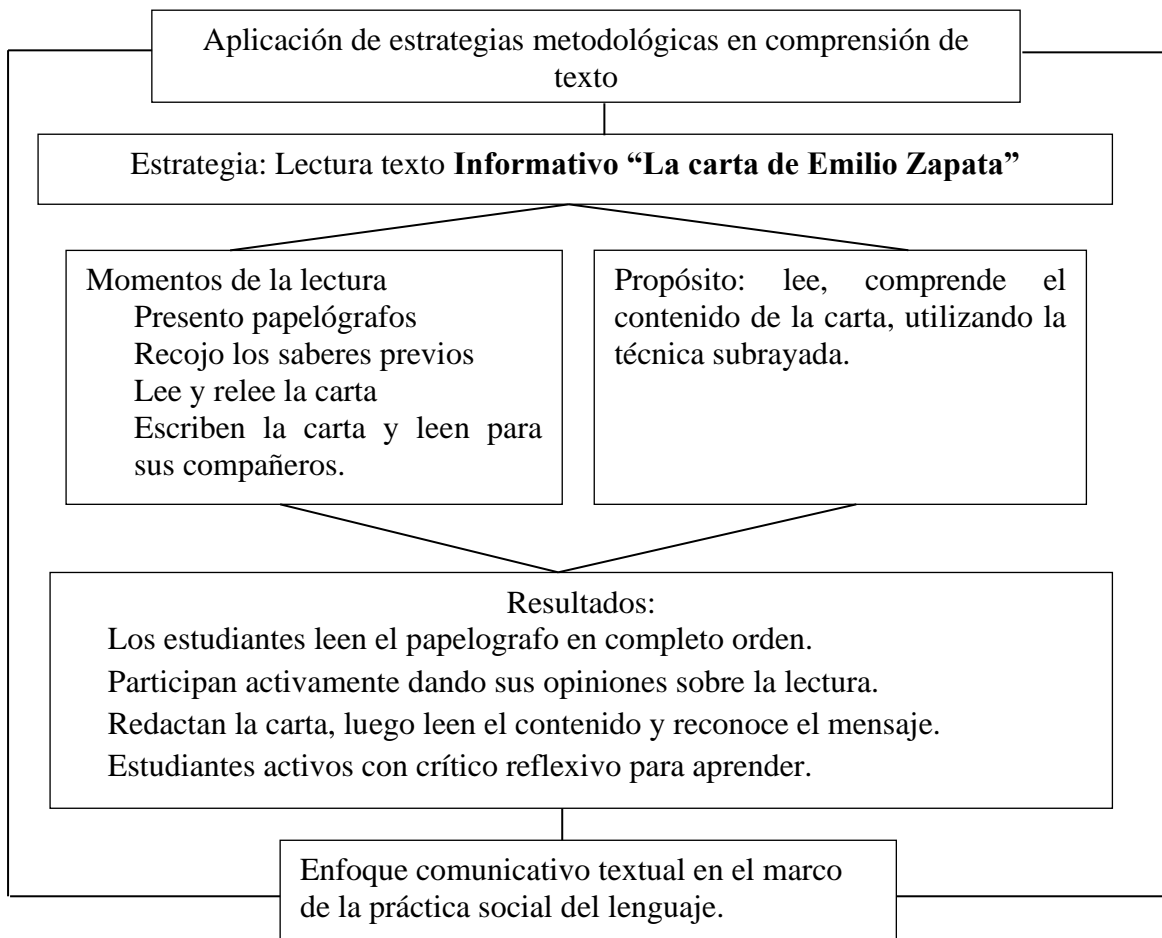 Aplicación de estrategias metodológicas en comprensión de
texto
Estrategia: Lectura texto Informativo “La carta de Emilio Zapata”
Momentos de la lectura
Presento papelógrafos
Recojo los saberes previos
Lee y relee la carta
Escriben la carta y leen para
sus compañeros.
Propósito: lee, comprende el
contenido de la carta, utilizando la
técnica subrayada.
Resultados:
Los estudiantes leen el papelografo en completo orden.
Participan activamente dando sus opiniones sobre la lectura.
Redactan la carta, luego leen el contenido y reconoce el mensaje.
Estudiantes activos con crítico reflexivo para aprender.
Enfoque comunicativo textual en el marco
de la práctica social del lenguaje.